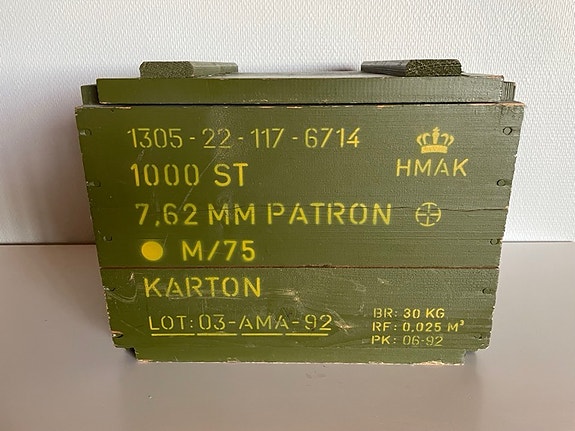 1305-22-117-6714
HMAK
1000 ST
7,62 MM PATRON
M/75
KARTON
LOT: 03-AMA-92
BR: 30 KG
RF: 0,025 M³
PK: 06-92